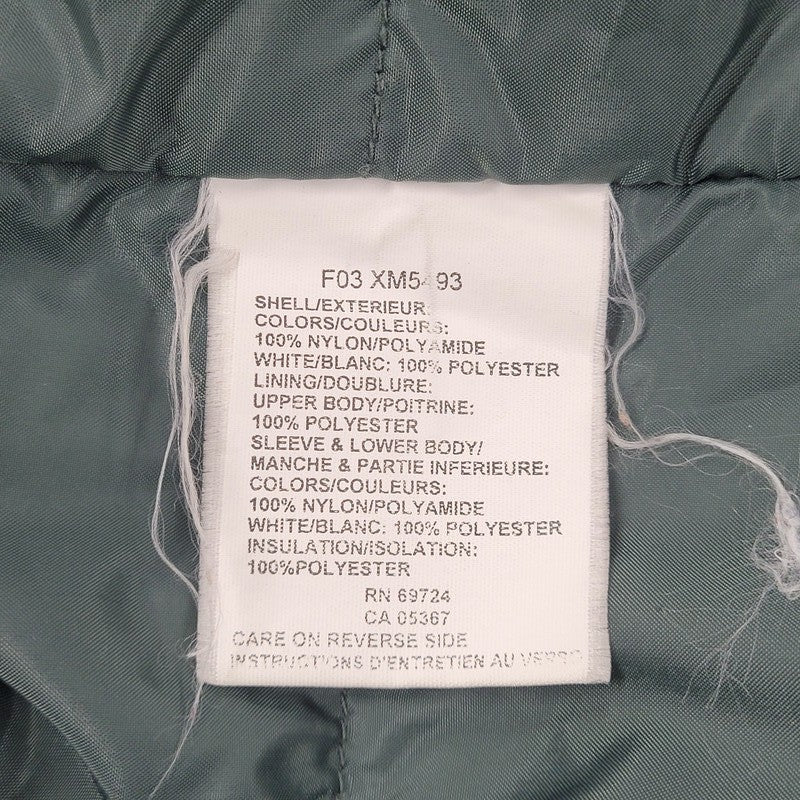 F03 XM5493
SHELL/EXTERIEUR:
COLORS/COULEURS:
100% NYLON/POLYAMIDE
WHITE/BLANC: 100% POLYESTER
LINING/DOUBLURE:
UPPER BODY/POITRINE:
100% POLYESTER
SLEEVE & LOWER BODY/
MANCHE & PARTIE INFERIEURE:
COLORS/COULEURS:
100% NYLON/POLYAMIDE
WHITE/BLANC: 100% POLYESTER
INSULATION/ISOLATION:
100%POLYESTER
RN 69724
CA 05367
CARE ON REVERSE SIDE
INSTRUCTIONS D'ENTRETIEN AU VERSO